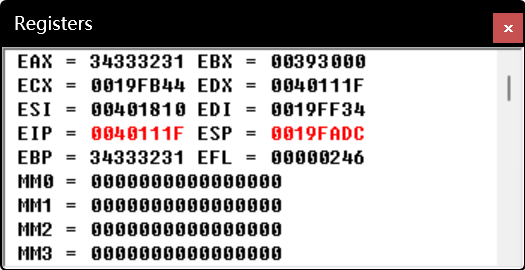 Registers
x
EAX = 34333231 EBX = 00393000
ECX = 0019FB44 EDX = 0040111F
ESI = 00401810 EDI = 0019FF34
EIP = 0040111F ESP = 0019FADC
EBP = 34333231 EFL = 00000246
MM0 = 0000000000000000
MM1 = 0000000000000000
MM2 = 0000000000000000
MM3 = 0000000000000000